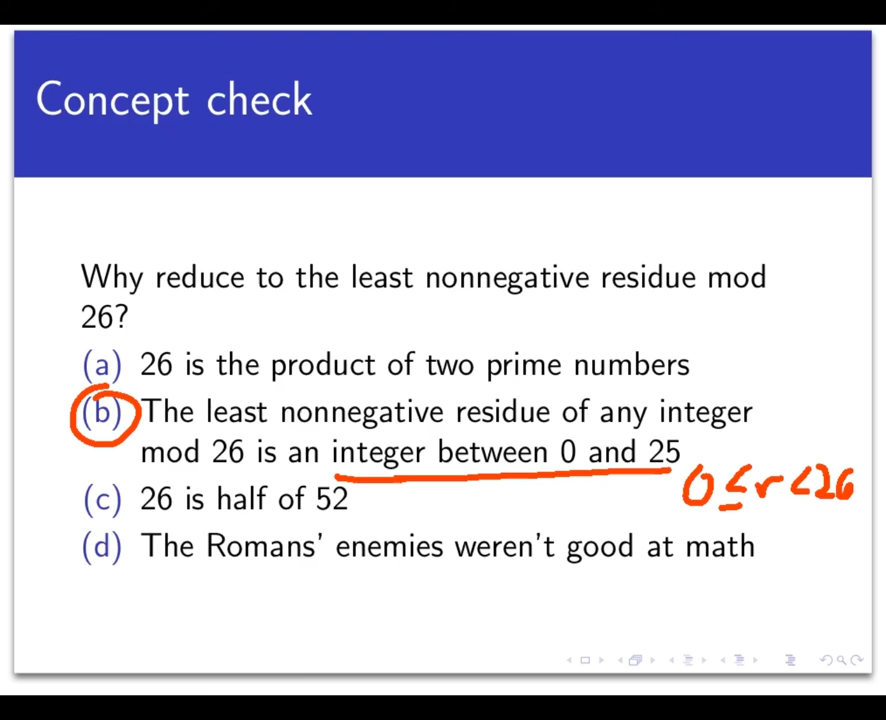 Concept check
Why reduce to the least nonnegative residue mod
26?
(a) 26 is the product of two prime numbers
(b) The least nonnegative residue of any integer
mod 26 is an integer between 0 and 25
0 ≤ r < 26
(c) 26 is half of 52
(d) The Romans' enemies weren't good at math